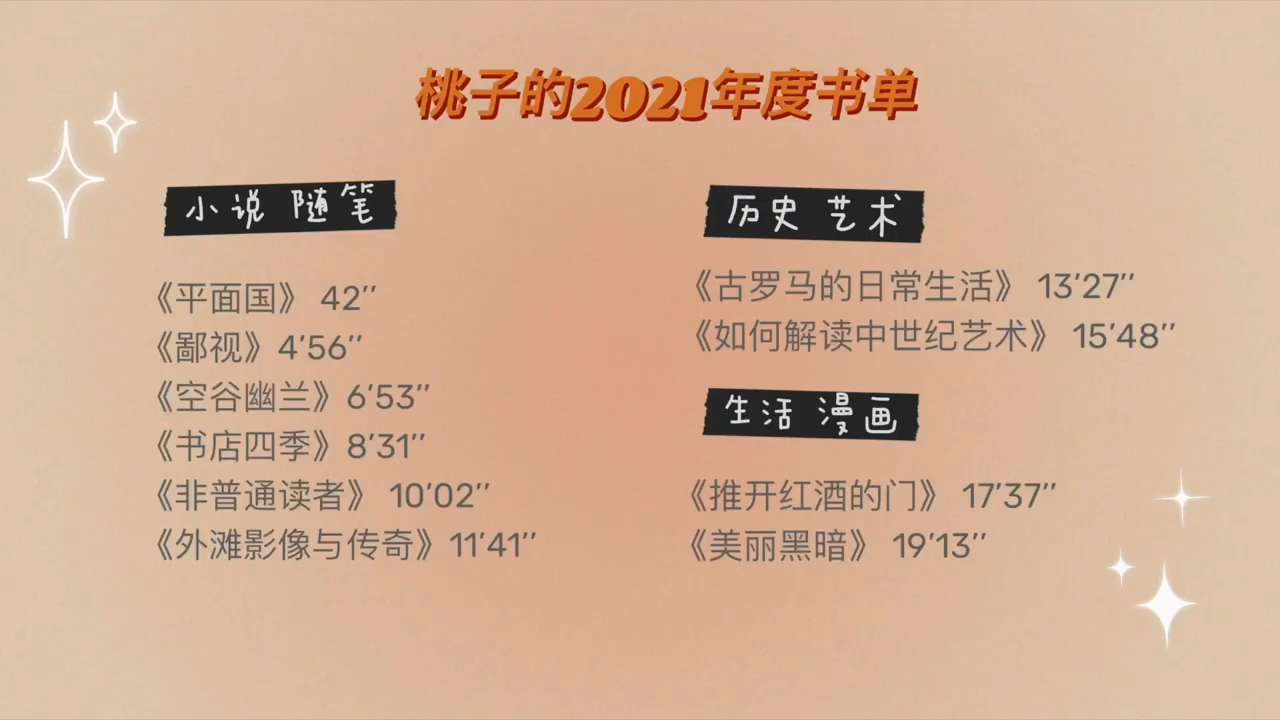 桃子的2021年度书单
小说 随笔
《平面国》 42’’
《鄙视》4’56’’
《空谷幽兰》6’53’’
《书店四季》8’31’’
《非普通读者》 10’02’’
《外滩影像与传奇》11’41’’
历史 艺术
《古罗马的日常生活》 13’27’’
《如何解读中世纪艺术》 15’48’’
生活 漫画
《推开红酒的门》 17’37’’
《美丽黑暗》 19’13’’